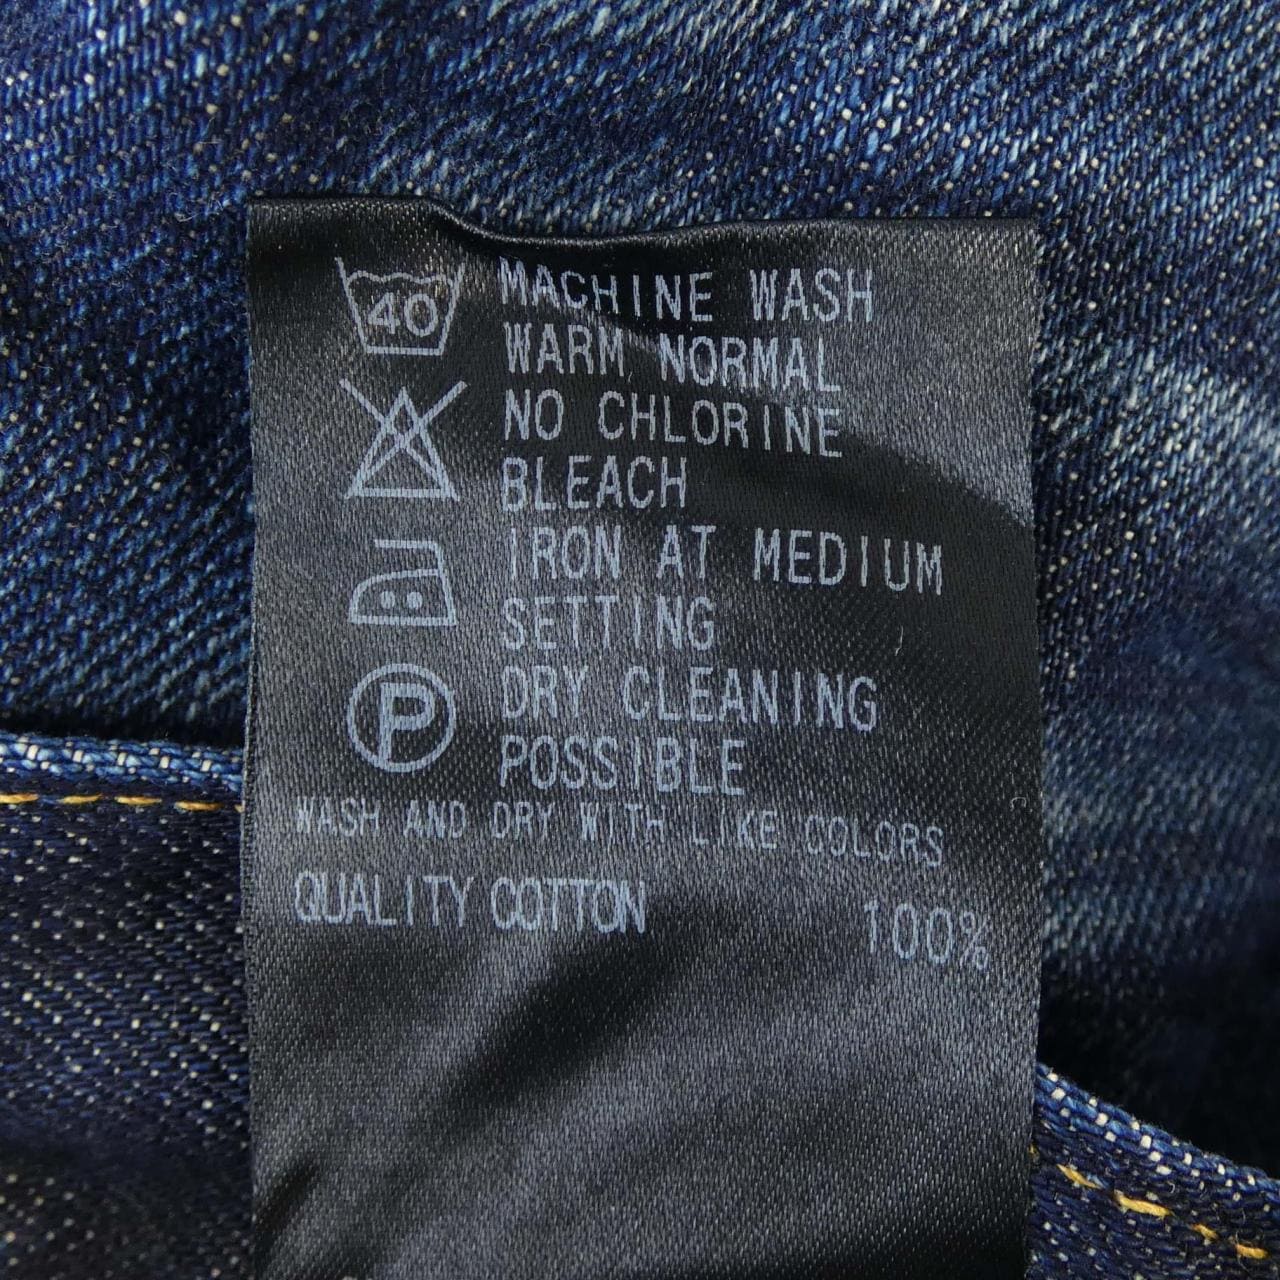 40 MACHINE WASH
WARM NORMAL
NO CHLORINE
BLEACH
IRON AT MEDIUM
SETTING
P DRY CLEANING
POSSIBLE
WASH AND DRY WITH LIKE COLORS
QUALITY COTTON 100%